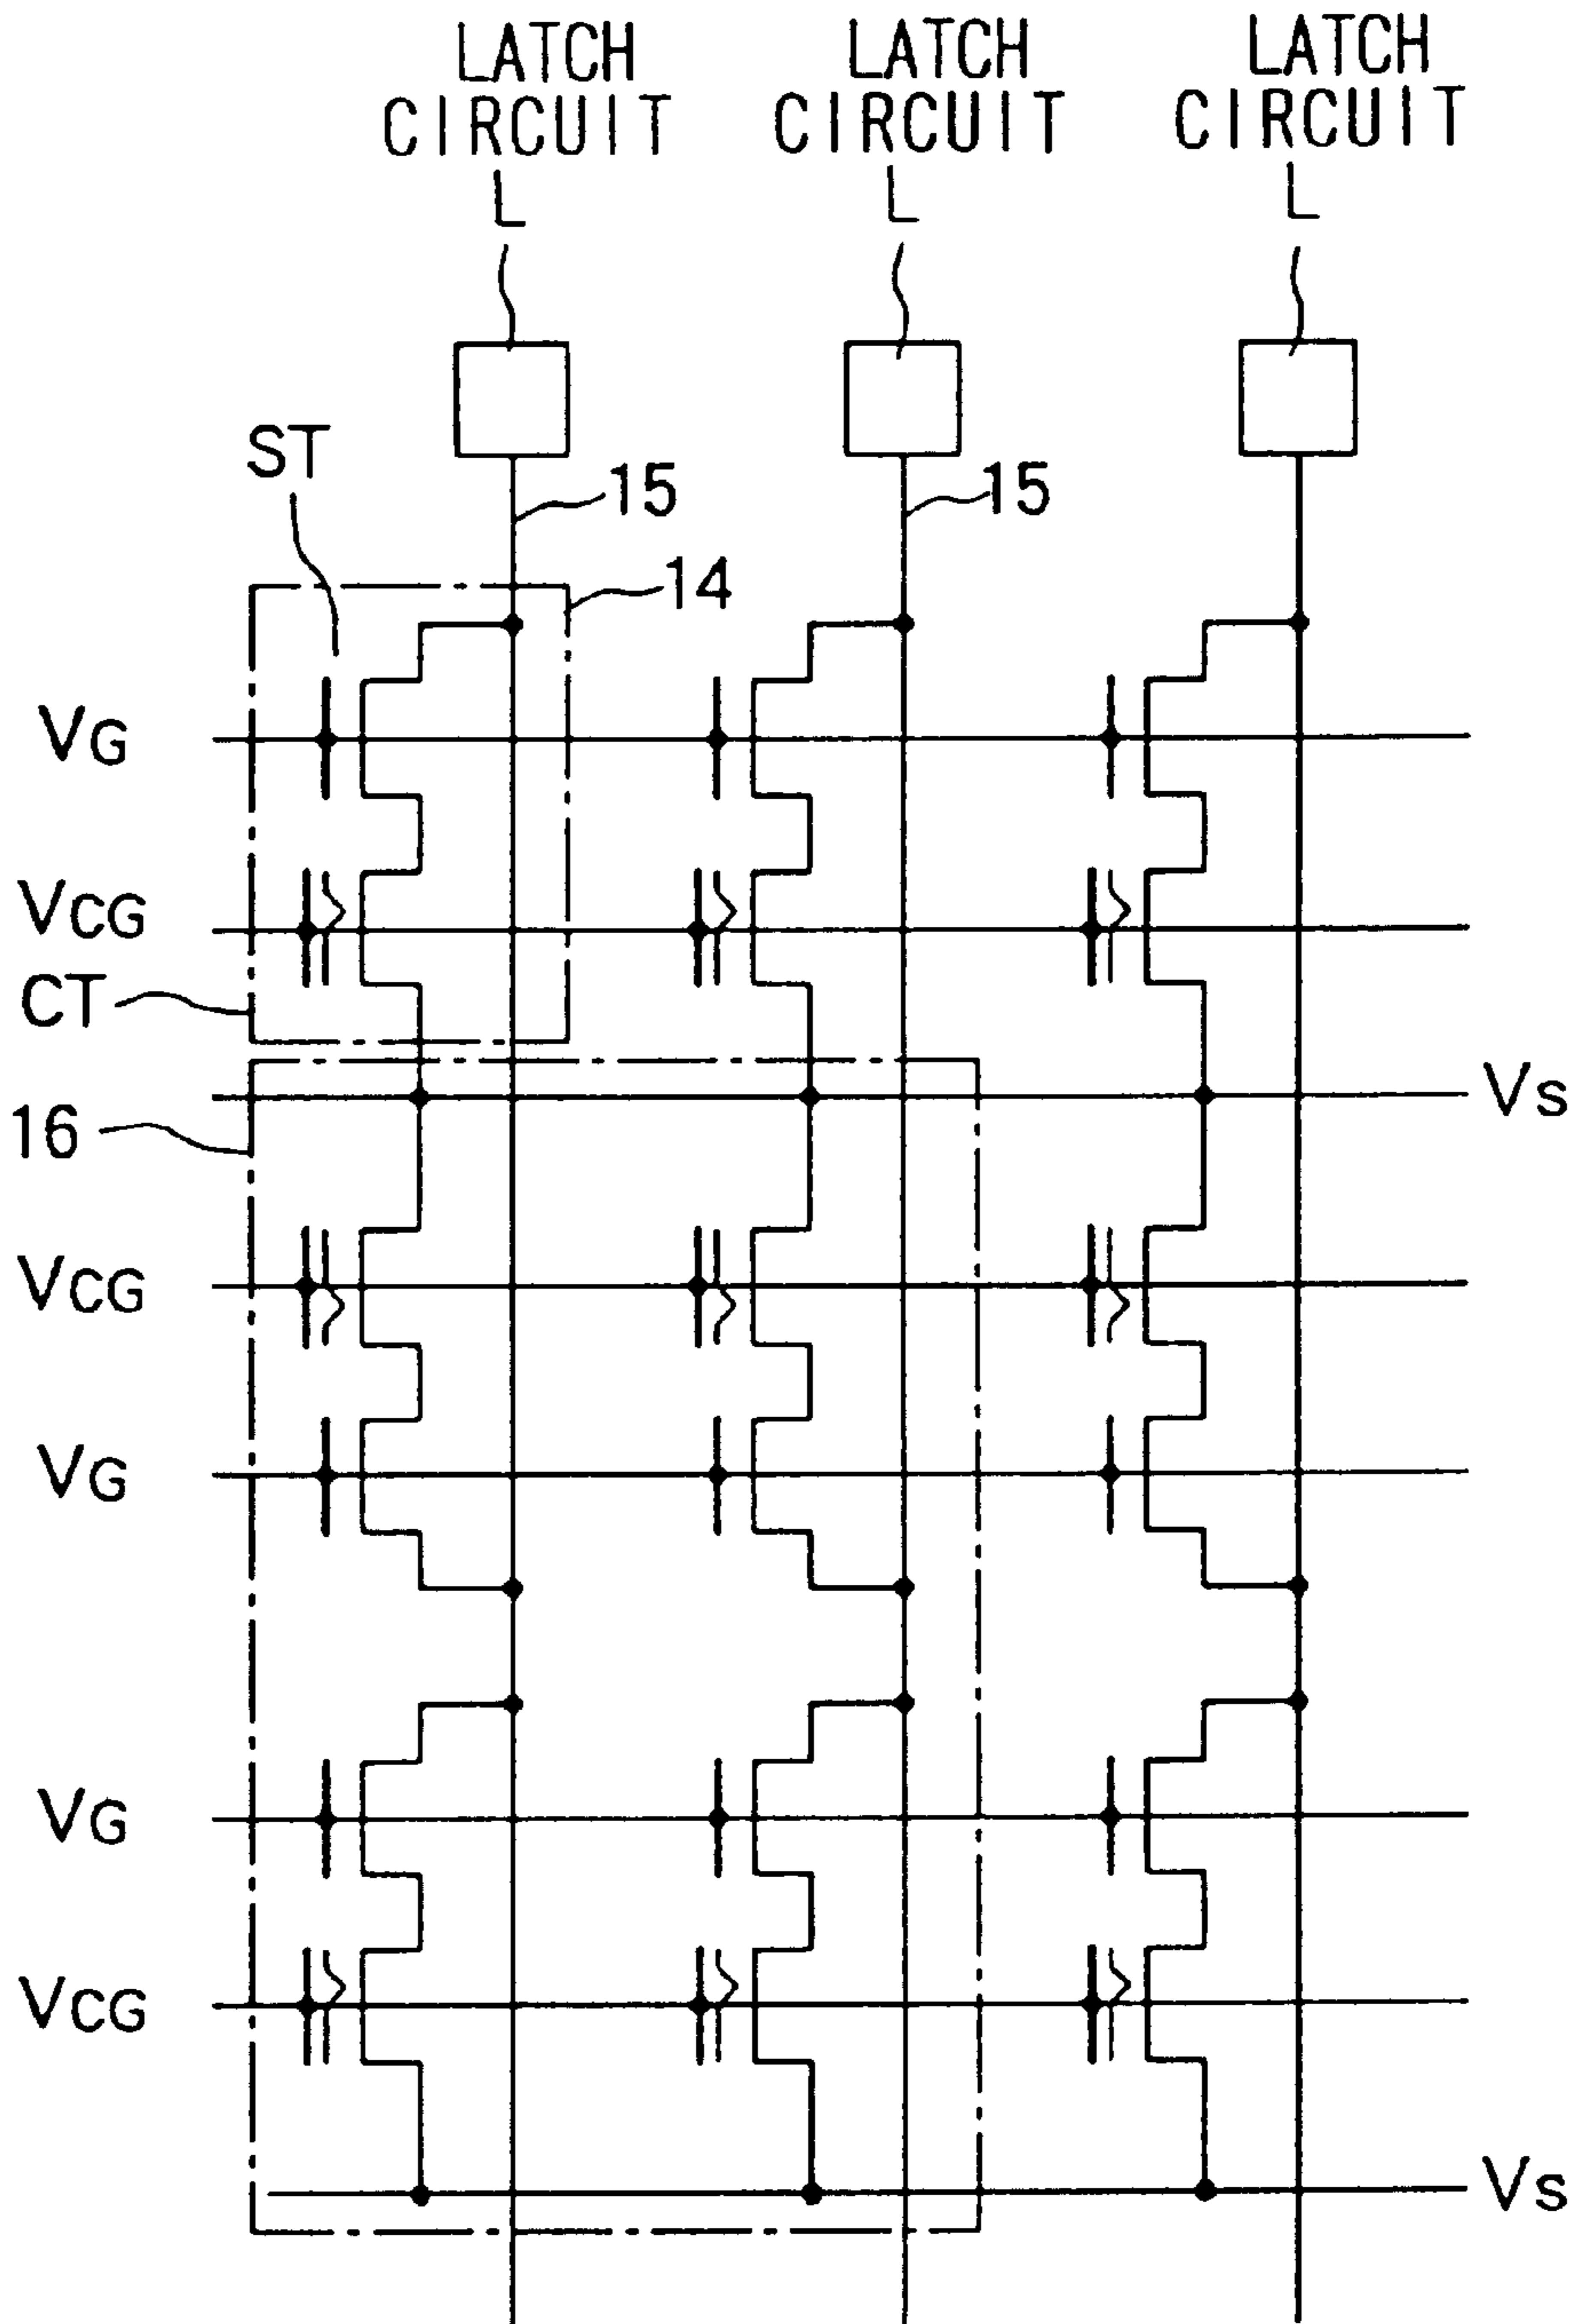 LATCH
CIRCUIT
L
LATCH
CIRCUIT
L
LATCH
CIRCUIT
L
ST
15
15
14
VG
VCG
CT
VS
16
VCG
VG
VG
VCG
VS